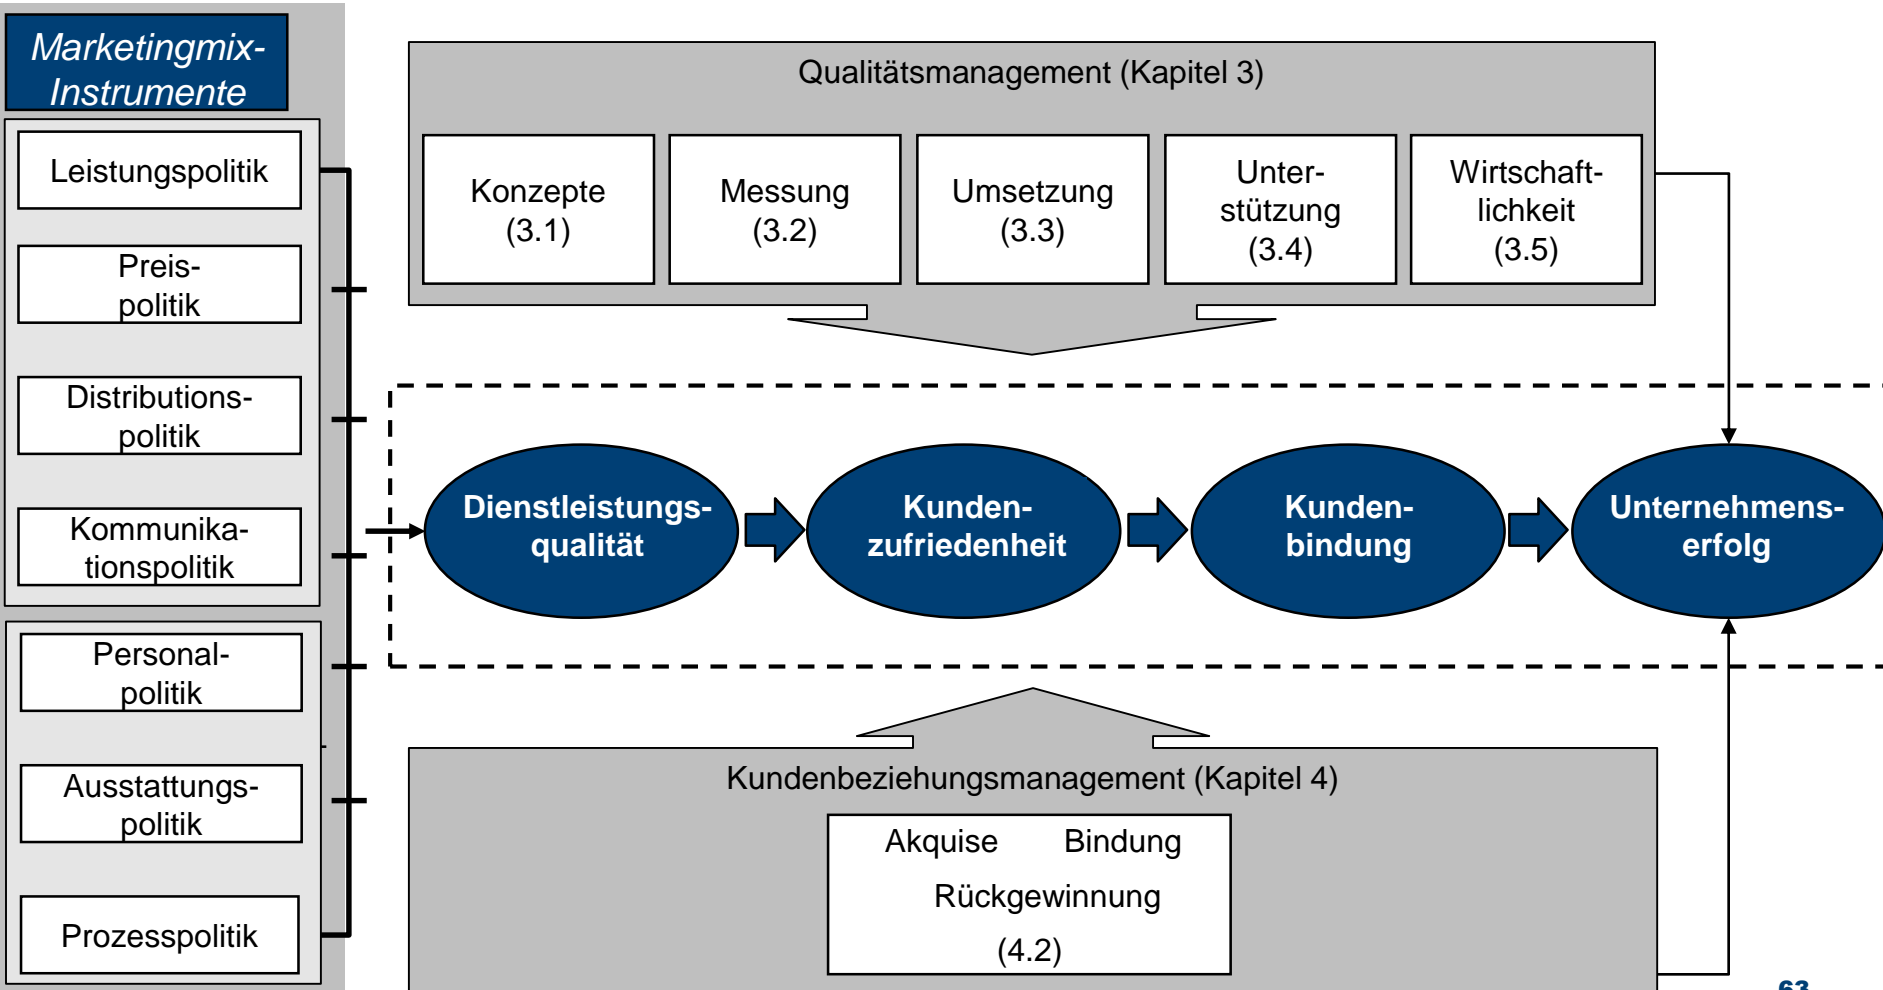 Marketingmix-
Instrumente
Leistungspolitik
Preis-
politik
Distributions-
politik
Kommunika-
tionspolitik
Personal-
politik
Ausstattungs-
politik
Prozesspolitik
Qualitätsmanagement (Kapitel 3)
Konzepte
(3.1)
Messung
(3.2)
Umsetzung
(3.3)
Unter-
stützung
(3.4)
Wirtschaft-
lichkeit
(3.5)
Dienstleistungs-
qualität
Kunden-
zufriedenheit
Kunden-
bindung
Unternehmens-
erfolg
Kundenbeziehungsmanagement (Kapitel 4)
Akquise Bindung
Rückgewinnung
(4.2)
63